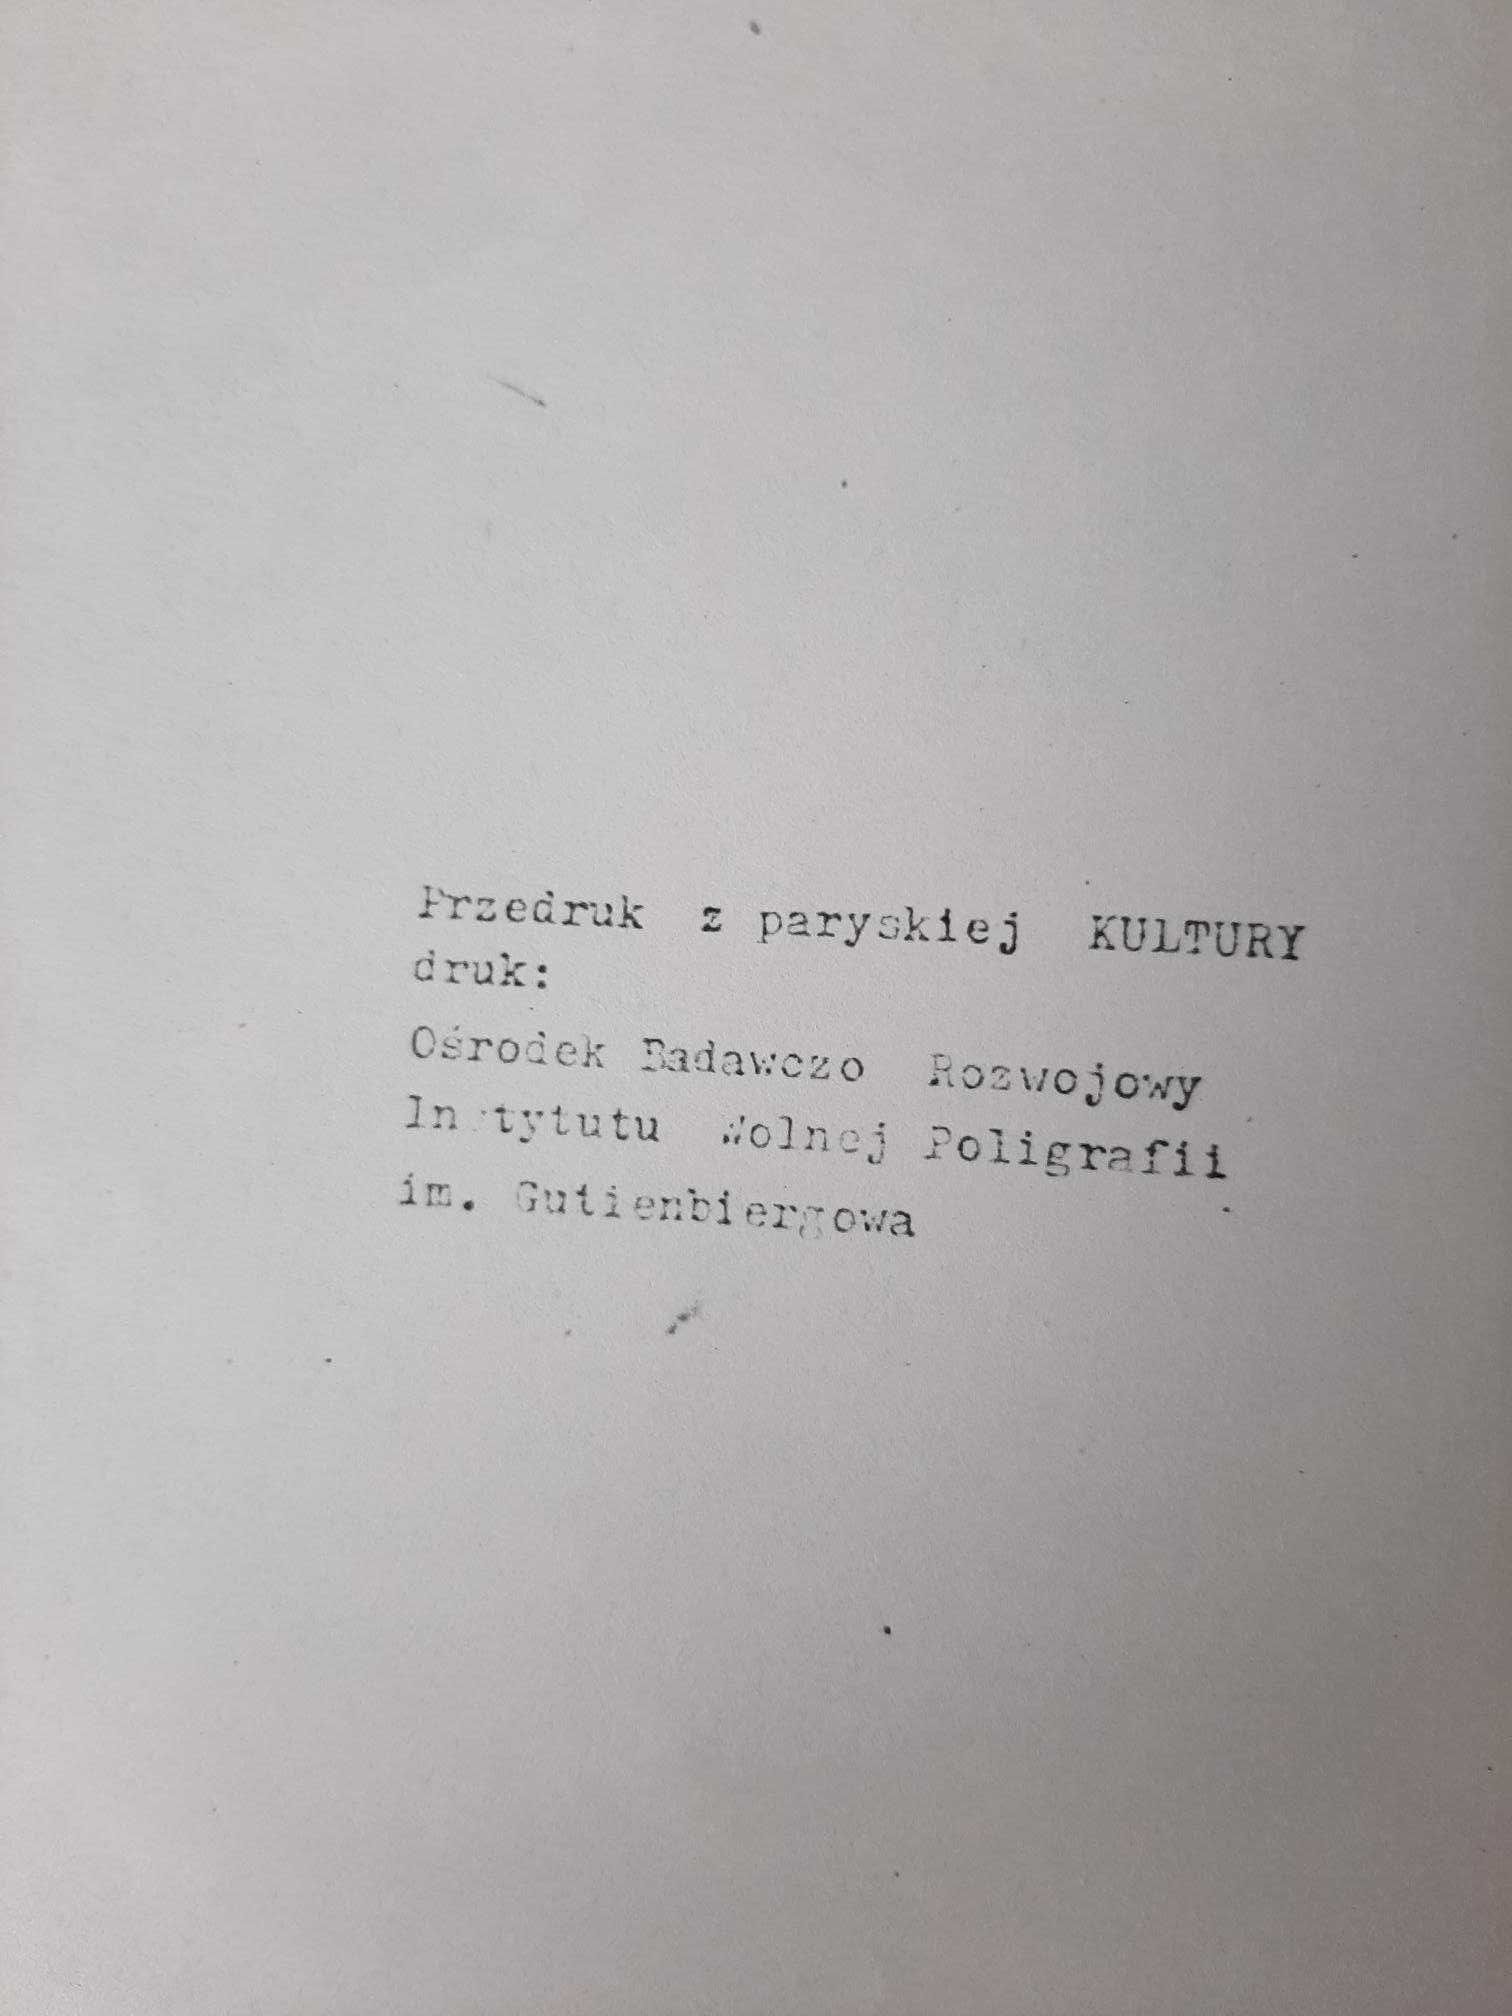 Przedruk z paryskiej KULTURY
druk:
Ośrodek Badawczo Rozwojowy
Instytutu Wolnej Poligrafii
im. Gutienbiergowa